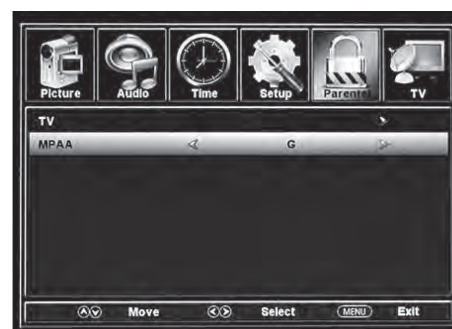 Picture Audio Time Setup Parental TV
TV
MPAA G
Move Select MENU Exit